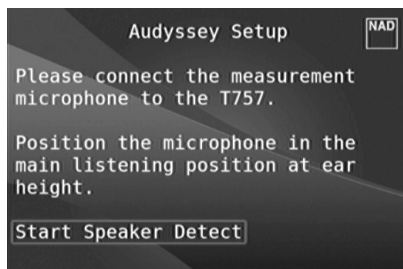 Audyssey Setup
NAD
Please connect the measurement
microphone to the T757.
Position the microphone in the
main listening position at ear
height.
Start Speaker Detect